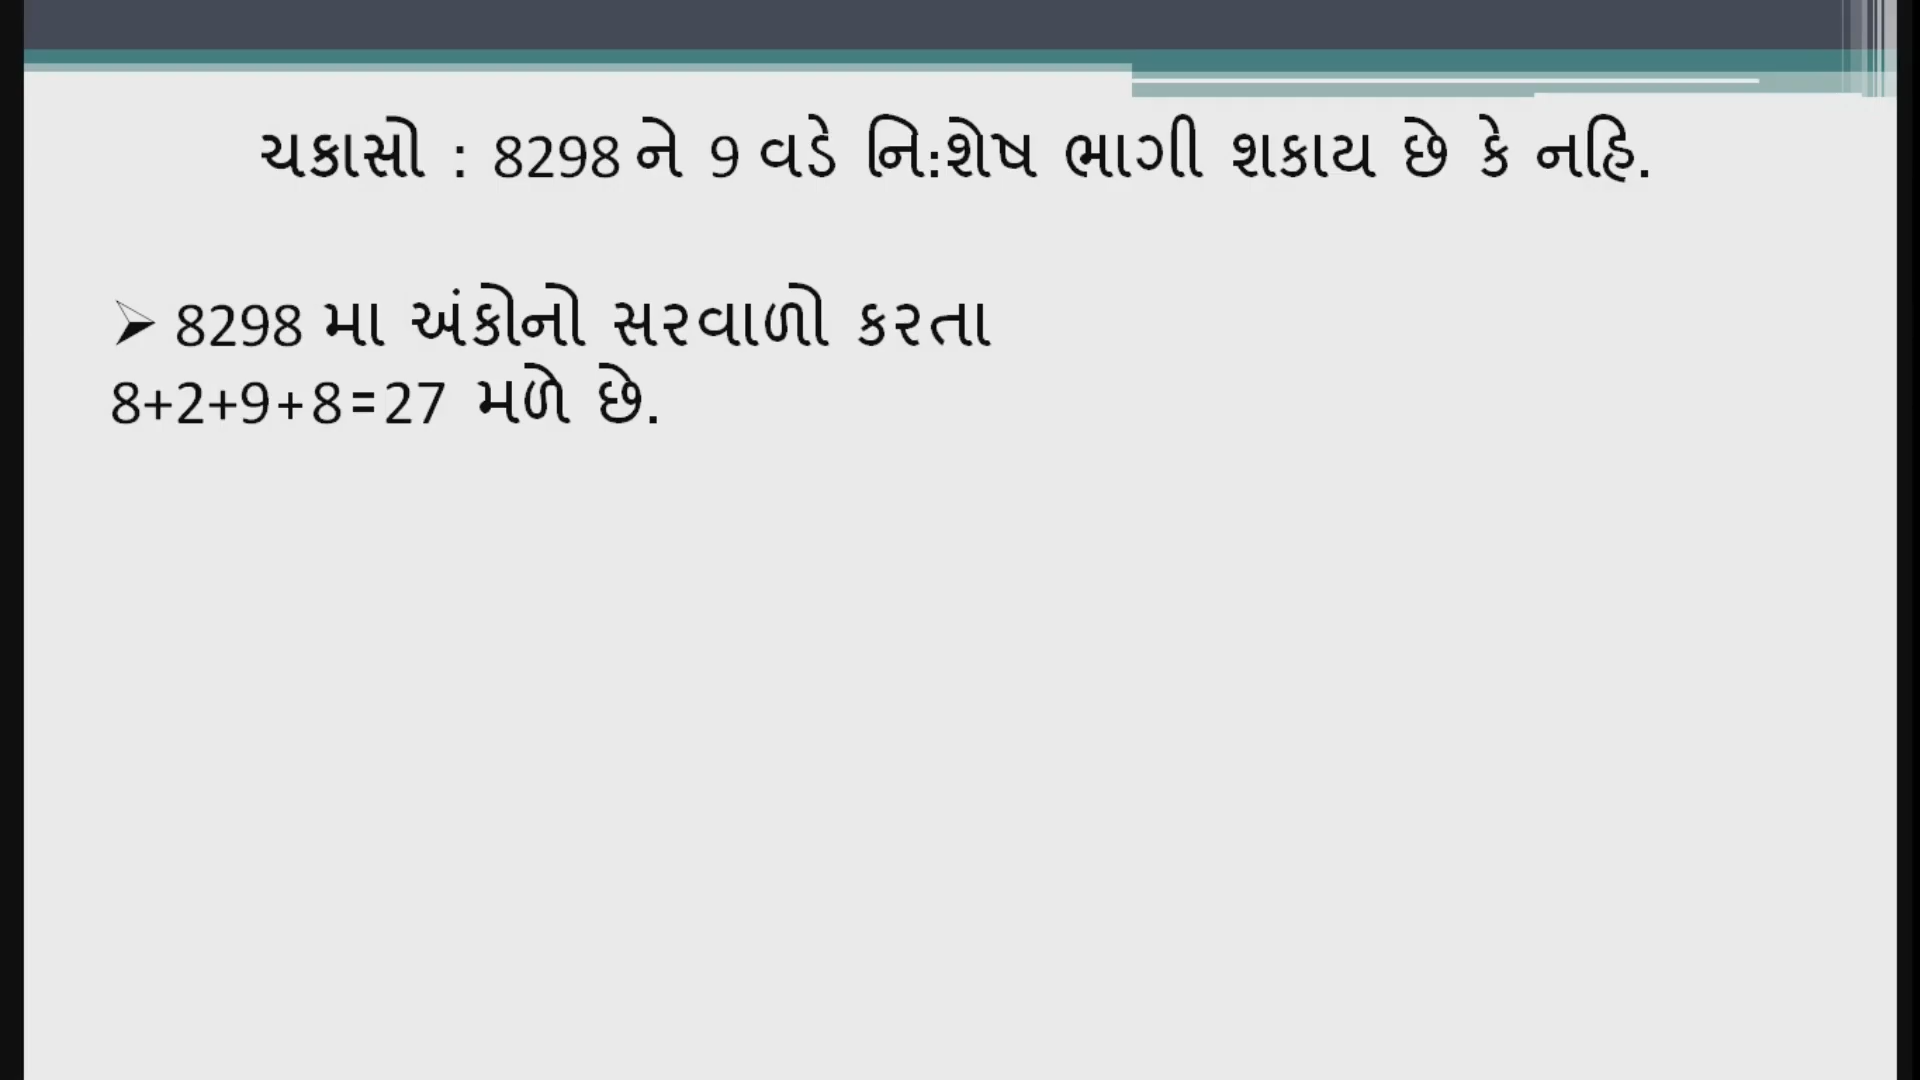 ચકાસો : 8298 ને 9 વડે નિ:શેષ ભાગી શકાય છે કે નહિ.
➢ 8298 મા અંકોનો સરવાળો કરતા
8+2+9+8=27 મળે છે.